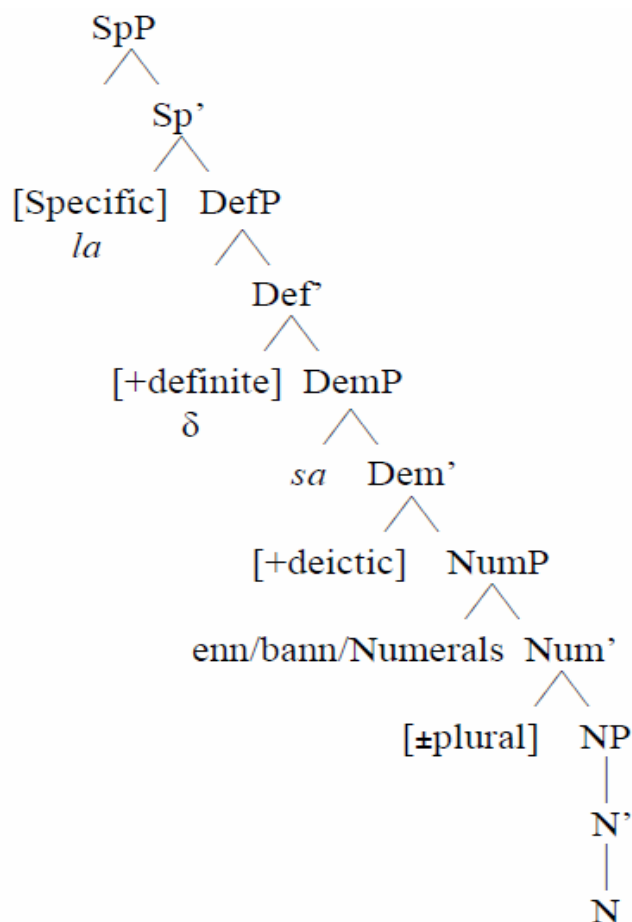 SpP
Sp’
[Specific] DefP
la
Def’
[+definite] DemP
δ
sa Dem’
[+deictic] NumP
enn/bann/Numerals Num’
[±plural] NP
N’
N